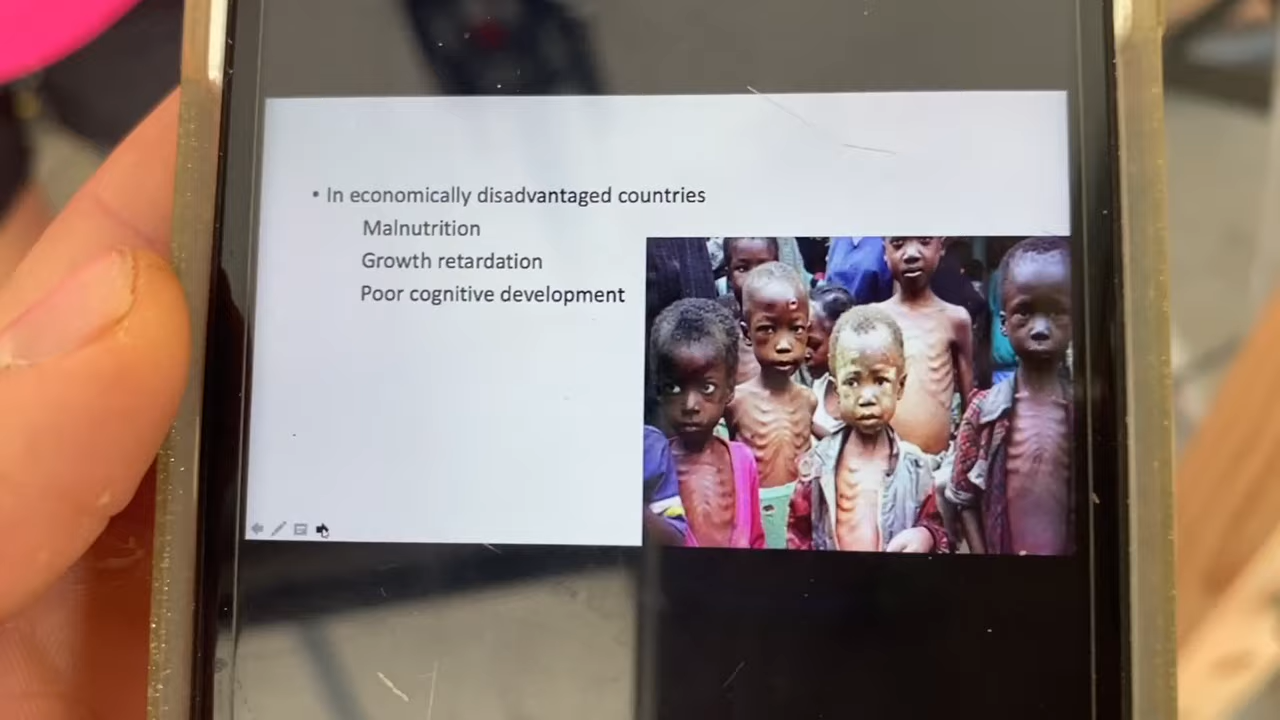 • In economically disadvantaged countries
Malnutrition
Growth retardation
Poor cognitive development